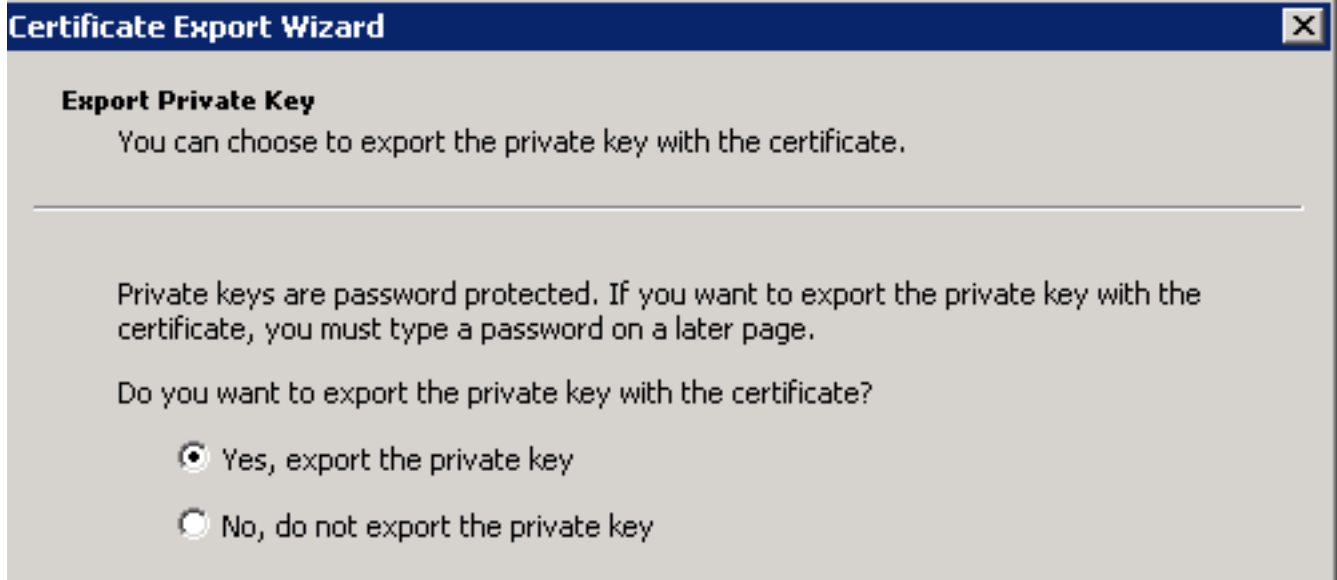 Certificate Export Wizard
Export Private Key
You can choose to export the private key with the certificate.
Private keys are password protected. If you want to export the private key with the
certificate, you must type a password on a later page.
Do you want to export the private key with the certificate?
Yes, export the private key
No, do not export the private key